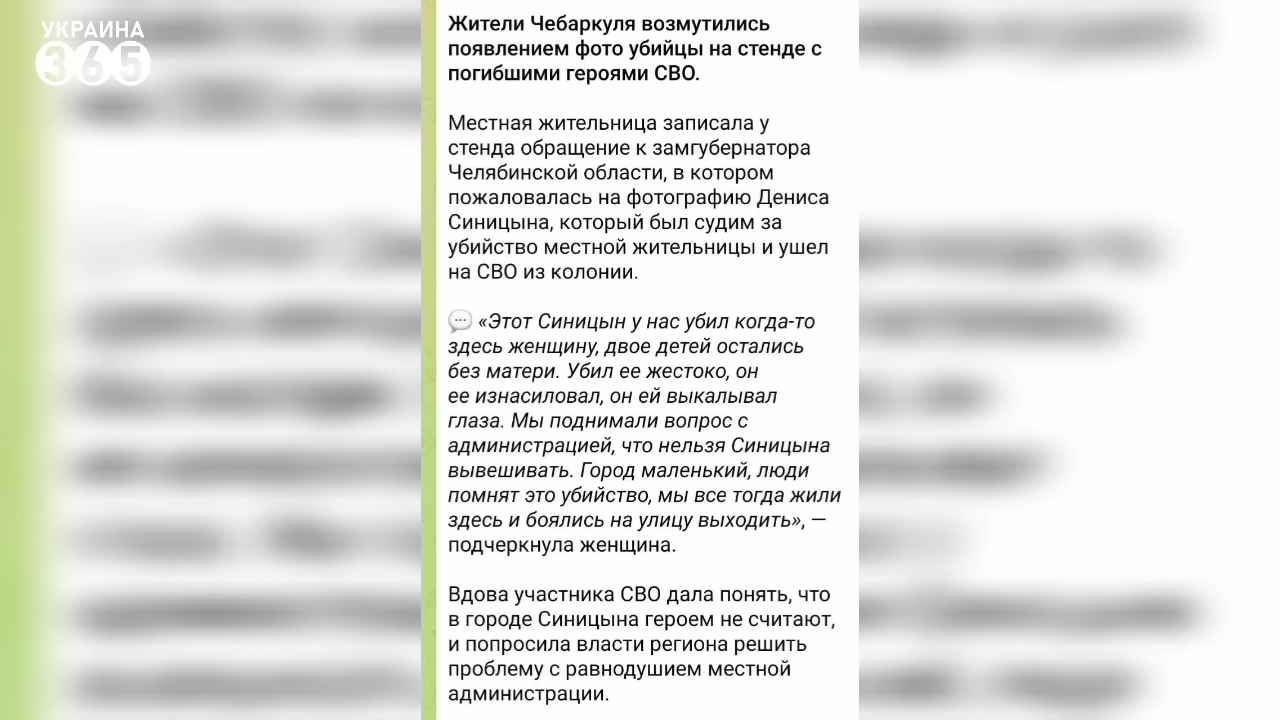 УКРАИНА
365
Жители Чебаркуля возмутились
появлением фото убийцы на стенде с
погибшими героями СВО.
Местная жительница записала у
стенда обращение к замгубернатора
Челябинской области, в котором
пожаловалась на фотографию Дениса
Синицына, который был судим за
убийство местной жительницы и ушел
на СВО из колонии.
💬 «Этот Синицын у нас убил когда-то
здесь женщину, двое детей остались
без матери. Убил ее жестоко, он
ее изнасиловал, он ей выкалывал
глаза. Мы поднимали вопрос с
администрацией, что нельзя Синицына
вывешивать. Город маленький, люди
помнят это убийство, мы все тогда жили
здесь и боялись на улицу выходить», —
подчеркнула женщина.
Вдова участника СВО дала понять, что
в городе Синицына героем не считают,
и попросила власти региона решить
проблему с равнодушием местной
администрации.